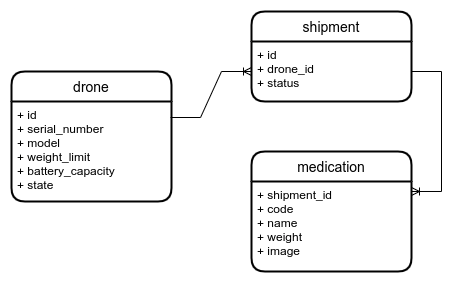 drone
+ id
+ serial_number
+ model
+ weight_limit
+ battery_capacity
+ state
shipment
+ id
+ drone_id
+ status
medication
+ shipment_id
+ code
+ name
+ weight
+ image